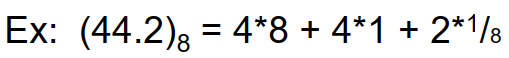 Ex: (44.2)₈ = 4*8 + 4*1 + 2*¹/₈